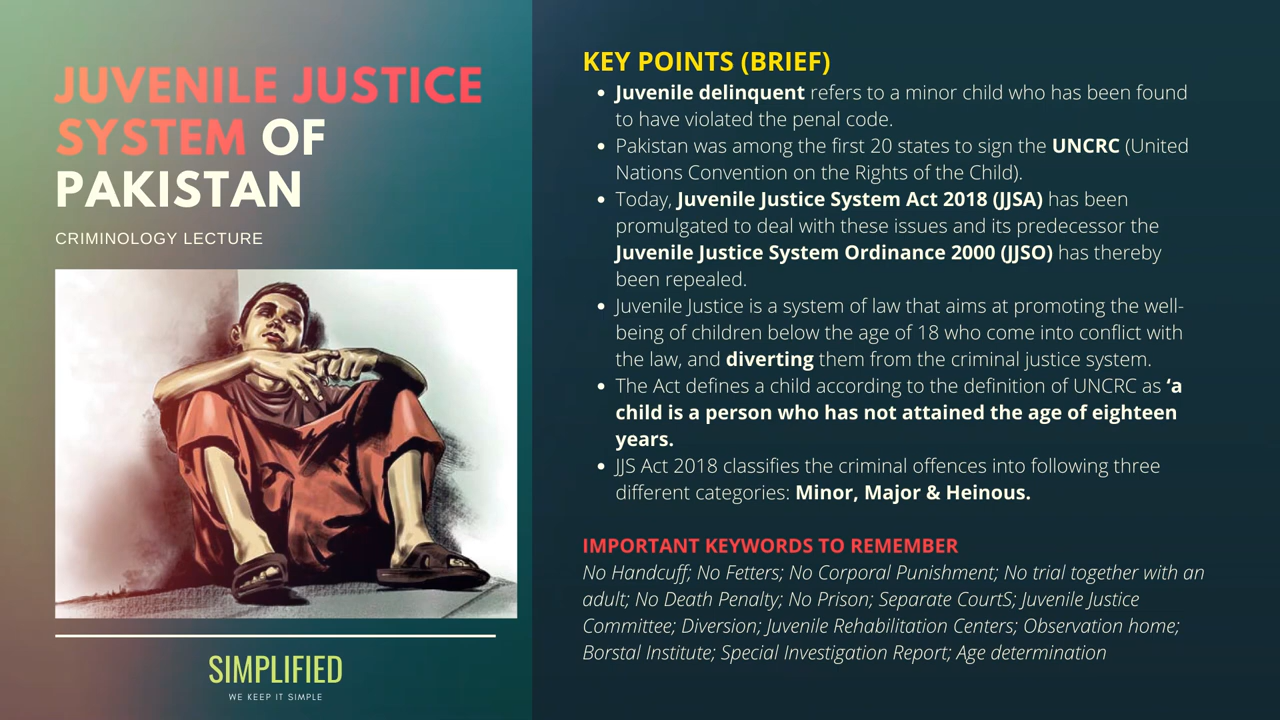 JUVENILE JUSTICE
SYSTEM OF
PAKISTAN
CRIMINOLOGY LECTURE
SIMPLIFIED
WE KEEP IT SIMPLE
KEY POINTS (BRIEF)
• Juvenile delinquent refers to a minor child who has been found
to have violated the penal code.
• Pakistan was among the first 20 states to sign the UNCRC (United
Nations Convention on the Rights of the Child).
• Today, Juvenile Justice System Act 2018 (JJSA) has been
promulgated to deal with these issues and its predecessor the
Juvenile Justice System Ordinance 2000 (JJSO) has thereby
been repealed.
• Juvenile Justice is a system of law that aims at promoting the well-
being of children below the age of 18 who come into conflict with
the law, and diverting them from the criminal justice system.
• The Act defines a child according to the definition of UNCRC as ‘a
child is a person who has not attained the age of eighteen
years.
• JJS Act 2018 classifies the criminal offences into following three
different categories: Minor, Major & Heinous.
IMPORTANT KEYWORDS TO REMEMBER
No Handcuff; No Fetters; No Corporal Punishment; No trial together with an
adult; No Death Penalty; No Prison; Separate CourtS; Juvenile Justice
Committee; Diversion; Juvenile Rehabilitation Centers; Observation home;
Borstal Institute; Special Investigation Report; Age determination